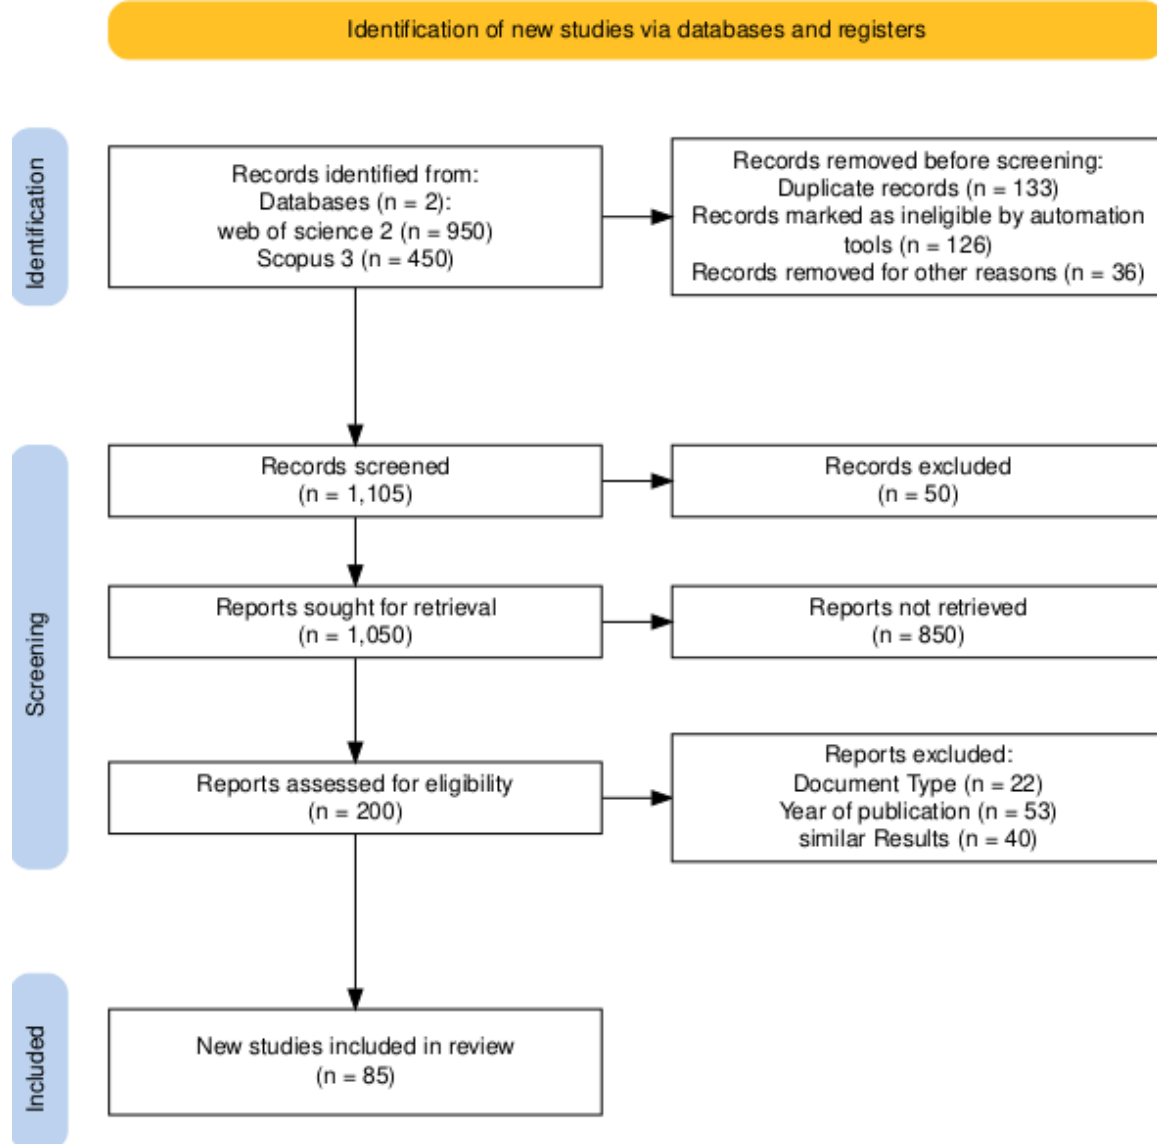 Identification of new studies via databases and registers
Identification
Records identified from:
Databases (n = 2):
web of science 2 (n = 950)
Scopus 3 (n = 450)
Records removed before screening:
Duplicate records (n = 133)
Records marked as ineligible by automation
tools (n = 126)
Records removed for other reasons (n = 36)
Screening
Records screened
(n = 1,105)
Records excluded
(n = 50)
Reports sought for retrieval
(n = 1,050)
Reports not retrieved
(n = 850)
Reports assessed for eligibility
(n = 200)
Reports excluded:
Document Type (n = 22)
Year of publication (n = 53)
similar Results (n = 40)
Included
New studies included in review
(n = 85)